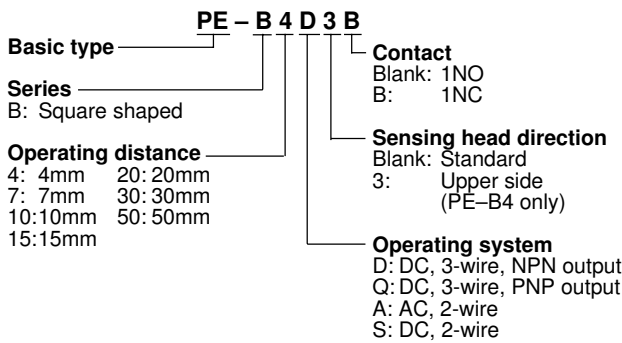 PE – B 4 D 3 B
Basic type
Series
B: Square shaped
Operating distance
4: 4mm 20: 20mm
7: 7mm 30: 30mm
10:10mm 50: 50mm
15:15mm
Contact
Blank: 1NO
B: 1NC
Sensing head direction
Blank: Standard
3: Upper side
(PE–B4 only)
Operating system
D: DC, 3-wire, NPN output
Q: DC, 3-wire, PNP output
A: AC, 2-wire
S: DC, 2-wire